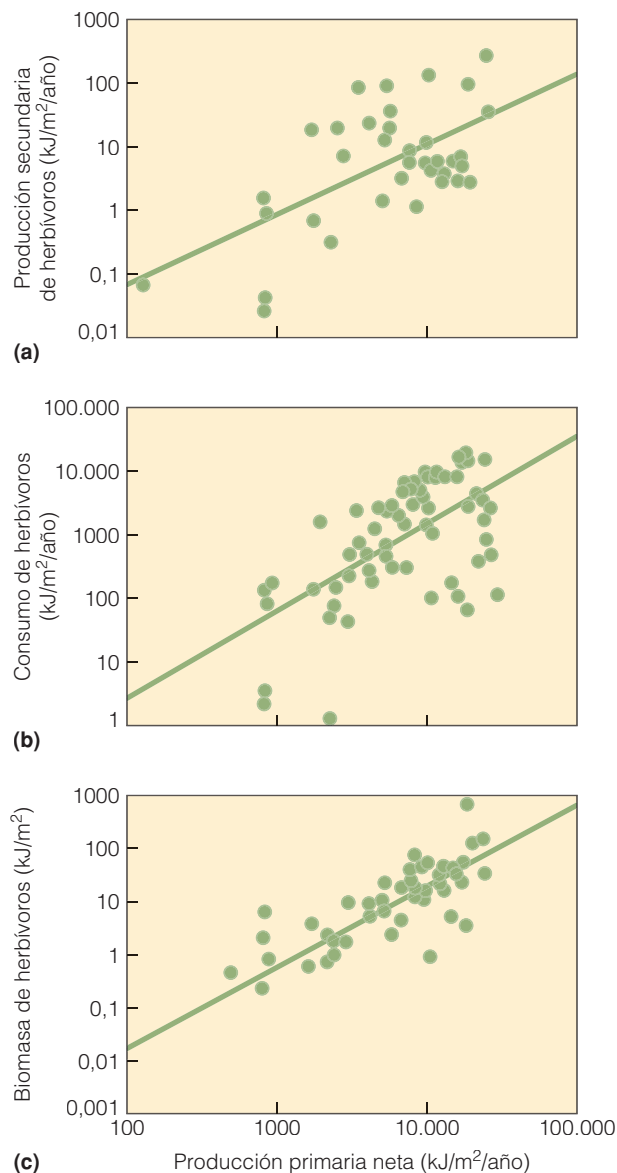 Producción secundaria
de herbívoros (kJ/m²/año)
1000
100
10
1
0,1
0,01
(a)
Consumo de herbívoros
(kJ/m²/año)
100.000
10.000
1000
100
10
1
(b)
Biomasa de herbívoros (kJ/m²)
1000
100
10
1
0,1
0,01
0,001
100 1000 10.000 100.000
(c) Producción primaria neta (kJ/m²/año)